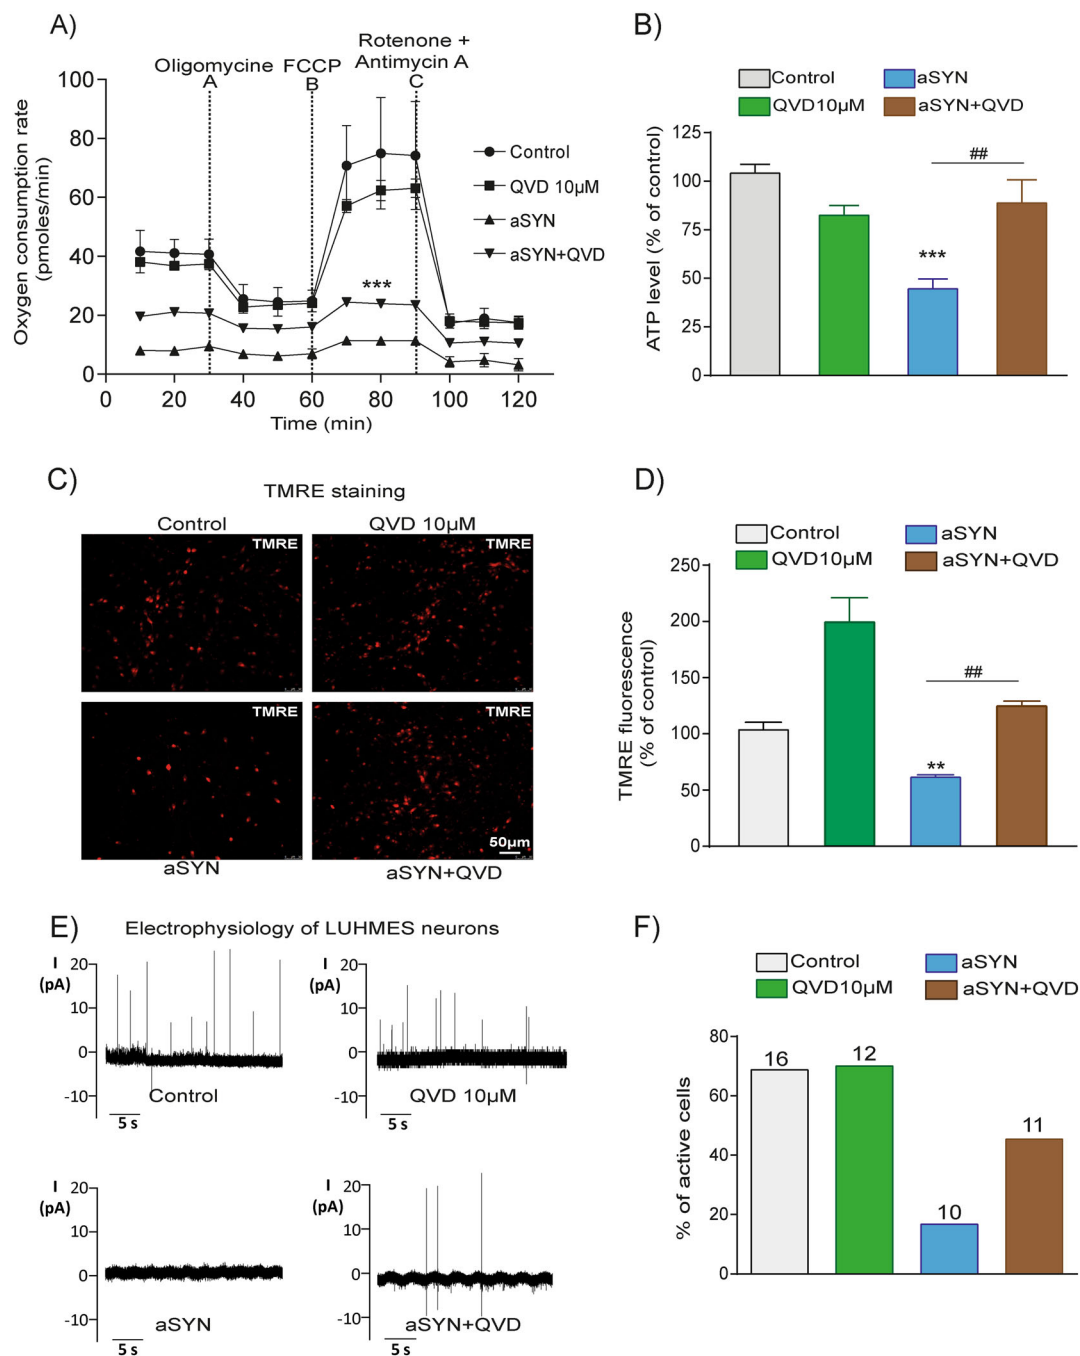 A)
Oligomycine
A
FCCP
B
Rotenone +
Antimycin A
C
100
80
60
40
20
0
Oxygen consumption rate
(pmoles/min)
Control
QVD 10µM
aSYN
aSYN+QVD
***
0 20 40 60 80 100 120
Time (min)
B)
Control
aSYN
QVD10µM
aSYN+QVD
125
100
75
50
25
0
ATP level (% of control)
***
##
C)
TMRE staining
Control
QVD 10µM
TMRE
TMRE
TMRE
TMRE
50µm
aSYN
aSYN+QVD
D)
Control
aSYN
QVD10µM
aSYN+QVD
250
200
150
100
50
0
TMRE fluorescence
(% of control)
**
##
E)
Electrophysiology of LUHMES neurons
I
(pA)
20
10
0
-10
Control
5 s
I
(pA)
20
10
0
-10
QVD 10µM
5 s
I
(pA)
20
10
0
-10
aSYN
5 s
I
(pA)
20
10
0
-10
aSYN+QVD
5 s
F)
Control
aSYN
QVD10µM
aSYN+QVD
80
60
40
20
0
% of active cells
16
12
10
11